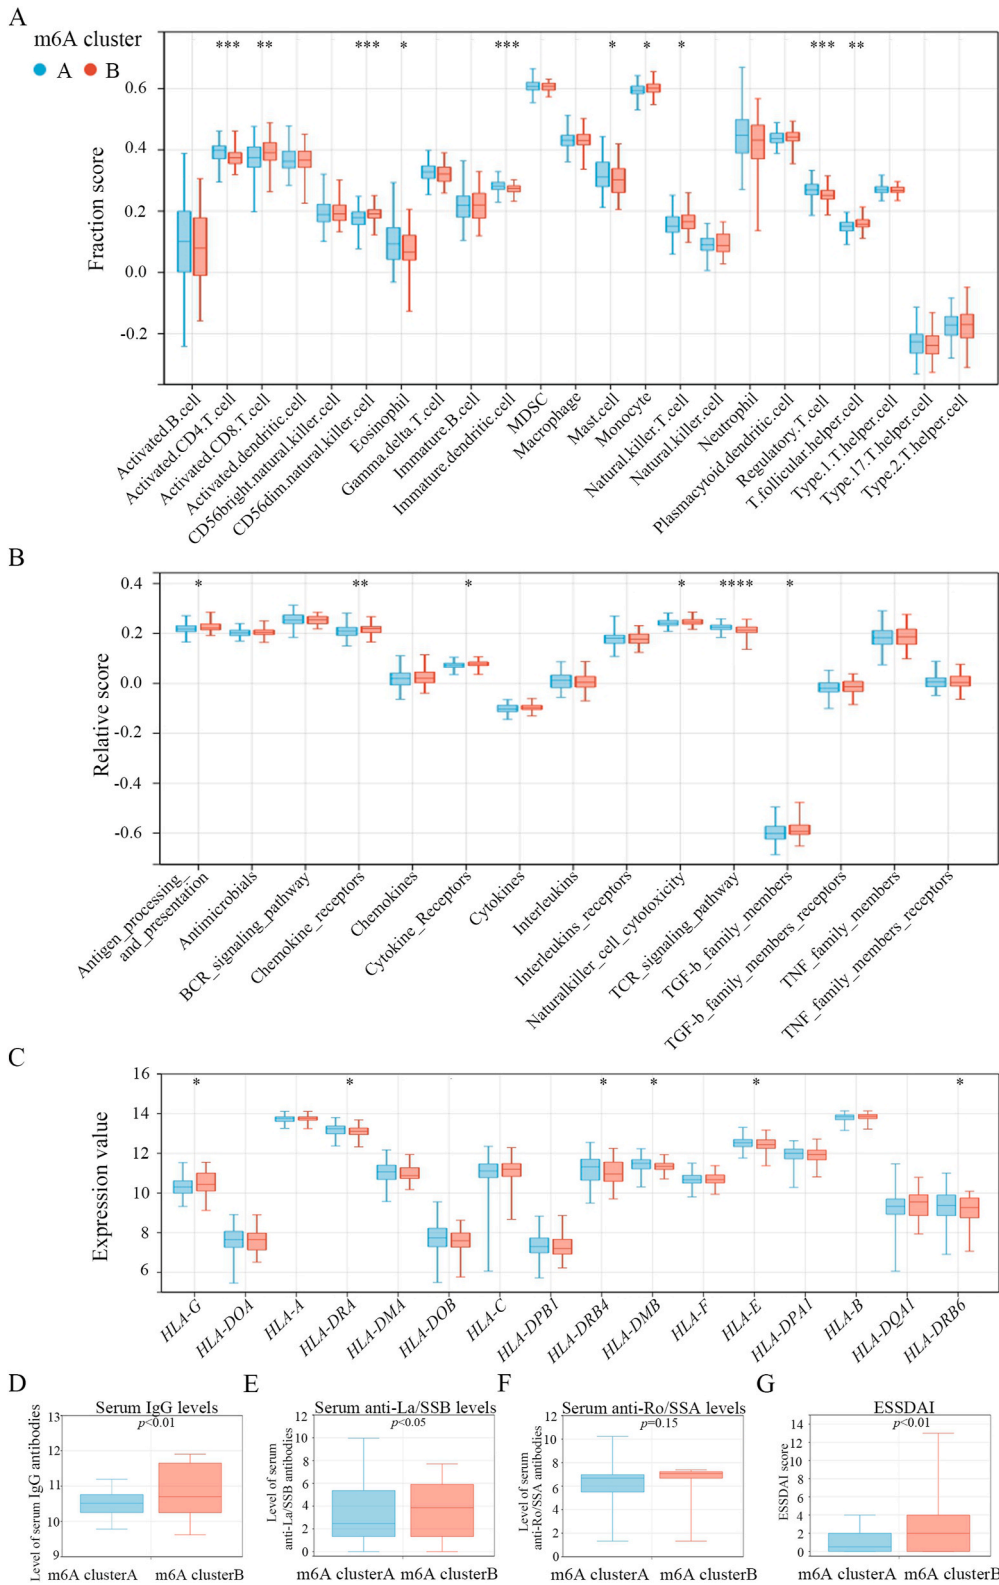 A
m6A cluster
A B
*** ** *** * *** * * * *** **
Fraction score
0.6
0.4
0.2
0.0
-0.2
Activated.B.cell
Activated.CD4.T.cell
Activated.CD8.T.cell
Activated.dendritic.cell
CD56bright.natural.killer.cell
CD56dim.natural.killer.cell
Eosinophil
Gamma.delta.T.cell
Immature.B.cell
Immature.dendritic.cell
MDSC
Macrophage
Mast.cell
Monocyte
Natural.killer.T.cell
Natural.killer.cell
Neutrophil
Plasmacytoid.dendritic.cell
Regulatory.T.cell
T.follicular.helper.cell
Type.1.T.helper.cell
Type.17.T.helper.cell
Type.2.T.helper.cell
B
* ** * * **** *
Relative score
0.4
0.2
0.0
-0.2
-0.4
-0.6
Antigen_processing_
and_presentation
Antimicrobials
BCR_signaling_pathway
Chemokine_receptors
Chemokines
Cytokine_Receptors
Cytokines
Interleukins
Interleukins_receptors
Naturalkiller_cell_cytotoxicity
TCR_signaling_pathway
TGF-b_family_members
TGF-b_family_members_receptors
TNF_family_members
TNF_family_members_receptors
C
* * * * * *
Expression value
16
14
12
10
8
6
HLA-G
HLA-DOA
HLA-A
HLA-DRA
HLA-DMA
HLA-DOB
HLA-C
HLA-DPB1
HLA-DRB4
HLA-DMB
HLA-F
HLA-E
HLA-DPA1
HLA-B
HLA-DQA1
HLA-DRB6
D
Serum IgG levels
p<0.01
Level of serum IgG antibodies
13
12
11
10
9
m6A clusterA m6A clusterB
E
Serum anti-La/SSB levels
p<0.05
Level of serum
anti-La/SSB antibodies
12
10
8
6
4
2
0
m6A clusterA m6A clusterB
F
Serum anti-Ro/SSA levels
p=0.15
Level of serum
anti-Ro/SSA antibodies
12
10
8
6
4
2
0
m6A clusterA m6A clusterB
G
ESSDAI
p<0.01
ESSDAI score
14
12
10
8
6
4
2
0
m6A clusterA m6A clusterB